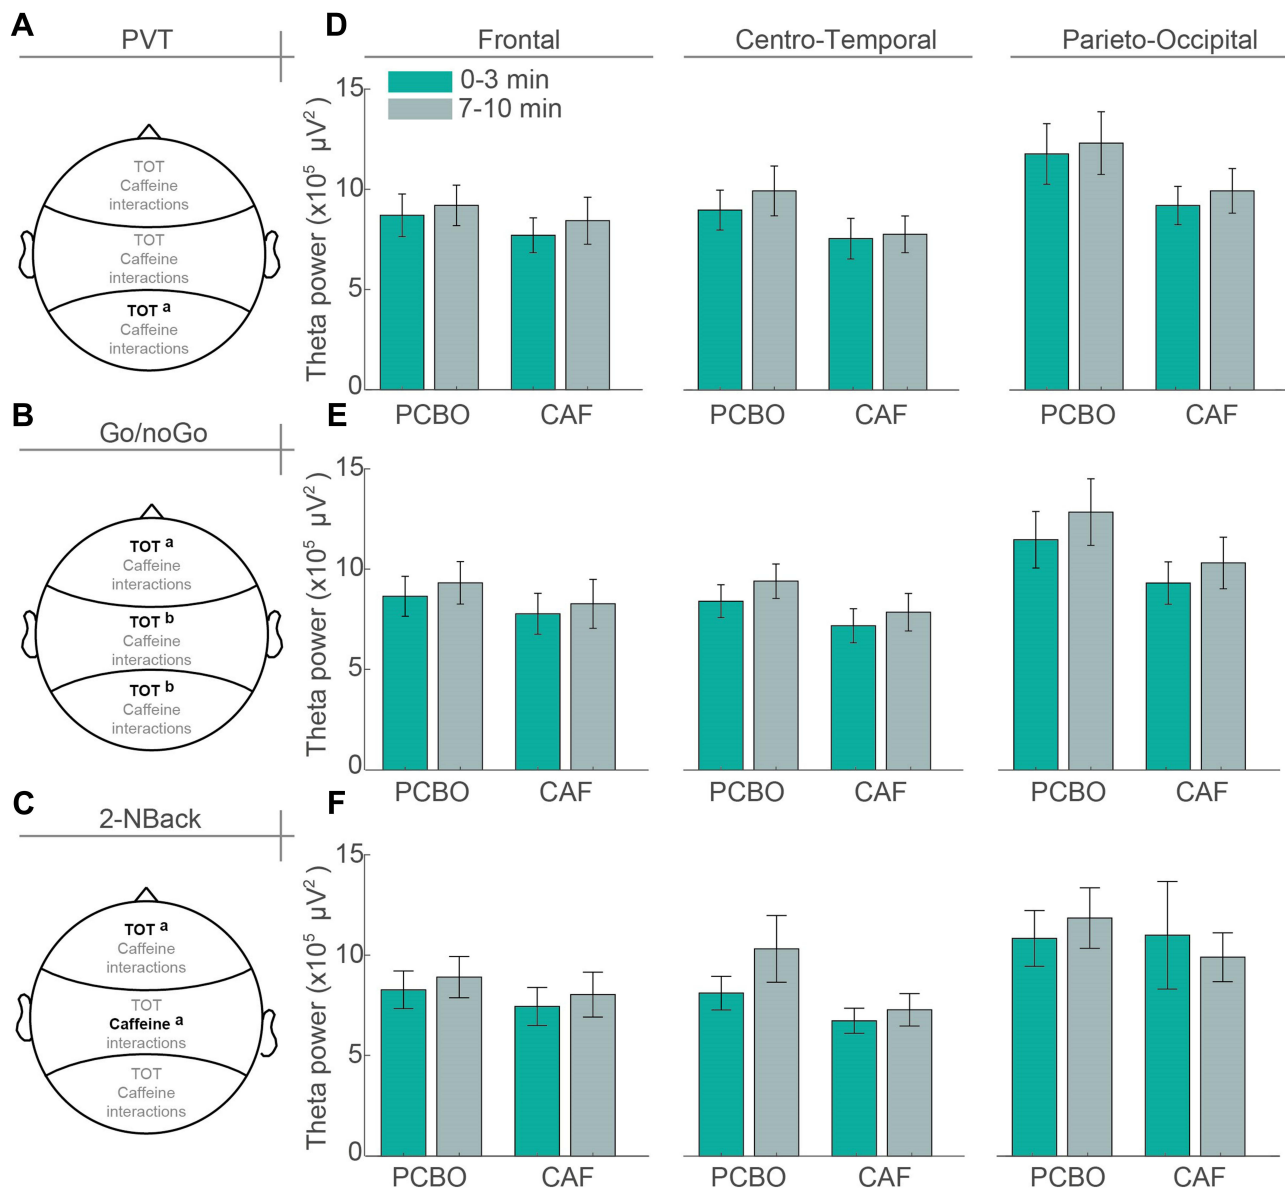 A
PVT
TOT
Caffeine
interactions
TOT
Caffeine
interactions
TOT a
Caffeine
interactions
D
Frontal
Centro-Temporal
Parieto-Occipital
0-3 min
7-10 min
Theta power (x10⁵ µV²)
15
10
5
0
PCBO
CAF
PCBO
CAF
PCBO
CAF
B
Go/noGo
TOT a
Caffeine
interactions
TOT b
Caffeine
interactions
TOT b
Caffeine
interactions
E
Theta power (x10⁵ µV²)
15
10
5
0
PCBO
CAF
PCBO
CAF
PCBO
CAF
C
2-NBack
TOT a
Caffeine
interactions
TOT
Caffeine a
interactions
TOT
Caffeine
interactions
F
Theta power (x10⁵ µV²)
15
10
5
0
PCBO
CAF
PCBO
CAF
PCBO
CAF